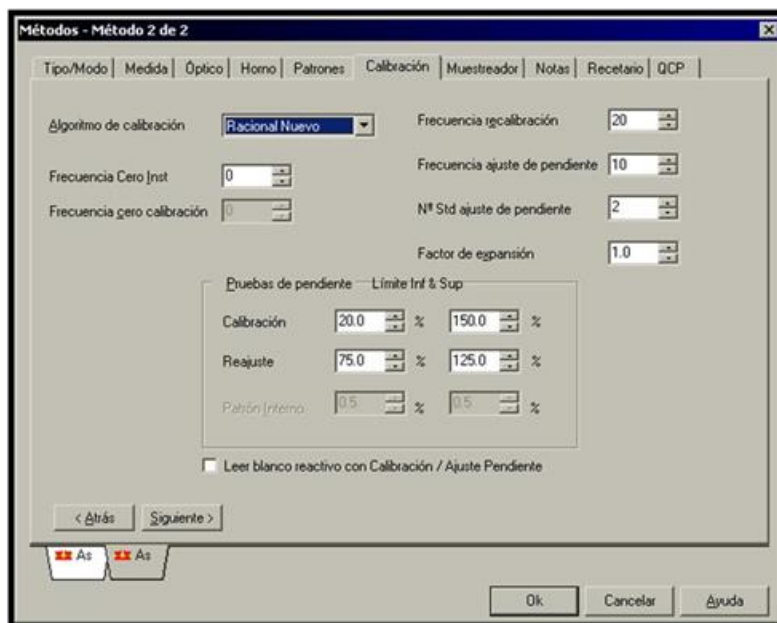 Métodos - Método 2 de 2
Tipo/Modo Medida Óptico Horno Patrones Calibración Muestreador Notas Recetario QCP
Algoritmo de calibración Racional Nuevo
Frecuencia Cero Inst 0
Frecuencia cero calibración 0
Frecuencia recalibración 20
Frecuencia ajuste de pendiente 10
Nº Std ajuste de pendiente 2
Factor de expansión 1.0
Pruebas de pendiente Límite Inf & Sup
Calibración 20.0 % 150.0 %
Reajuste 75.0 % 125.0 %
Patrón Interno 0.5 % 0.5 %
Leer blanco reactivo con Calibración / Ajuste Pendiente
< Atrás Siguiente >
As As
Ok Cancelar Ayuda